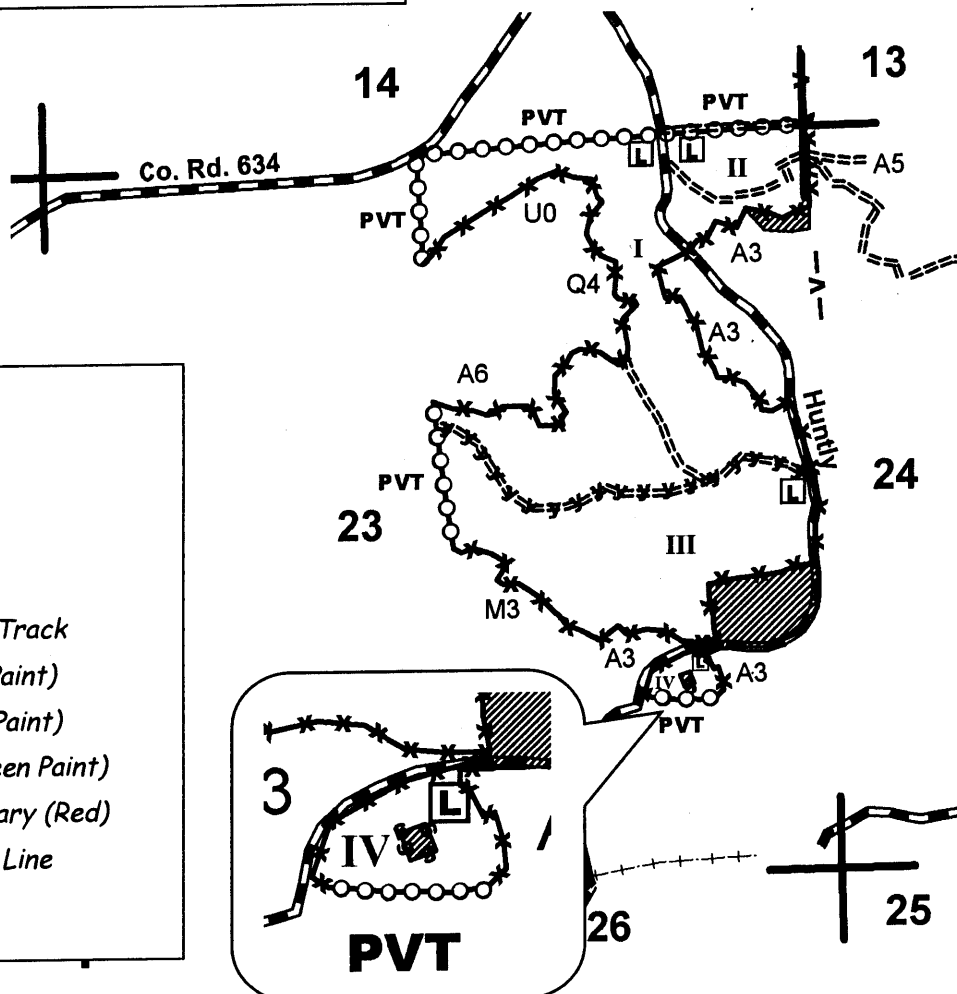 14
13
PVT
PVT
L
L
II
Co. Rd. 634
A5
PVT
U0
I
A3
Q4
V
A3
A6
Huntly
PVT
24
L
23
III
Track
M3
Paint)
A3
L
A3
IV
Paint)
PVT
een Paint)
3
L
ary (Red)
IV
Line
26
25
PVT